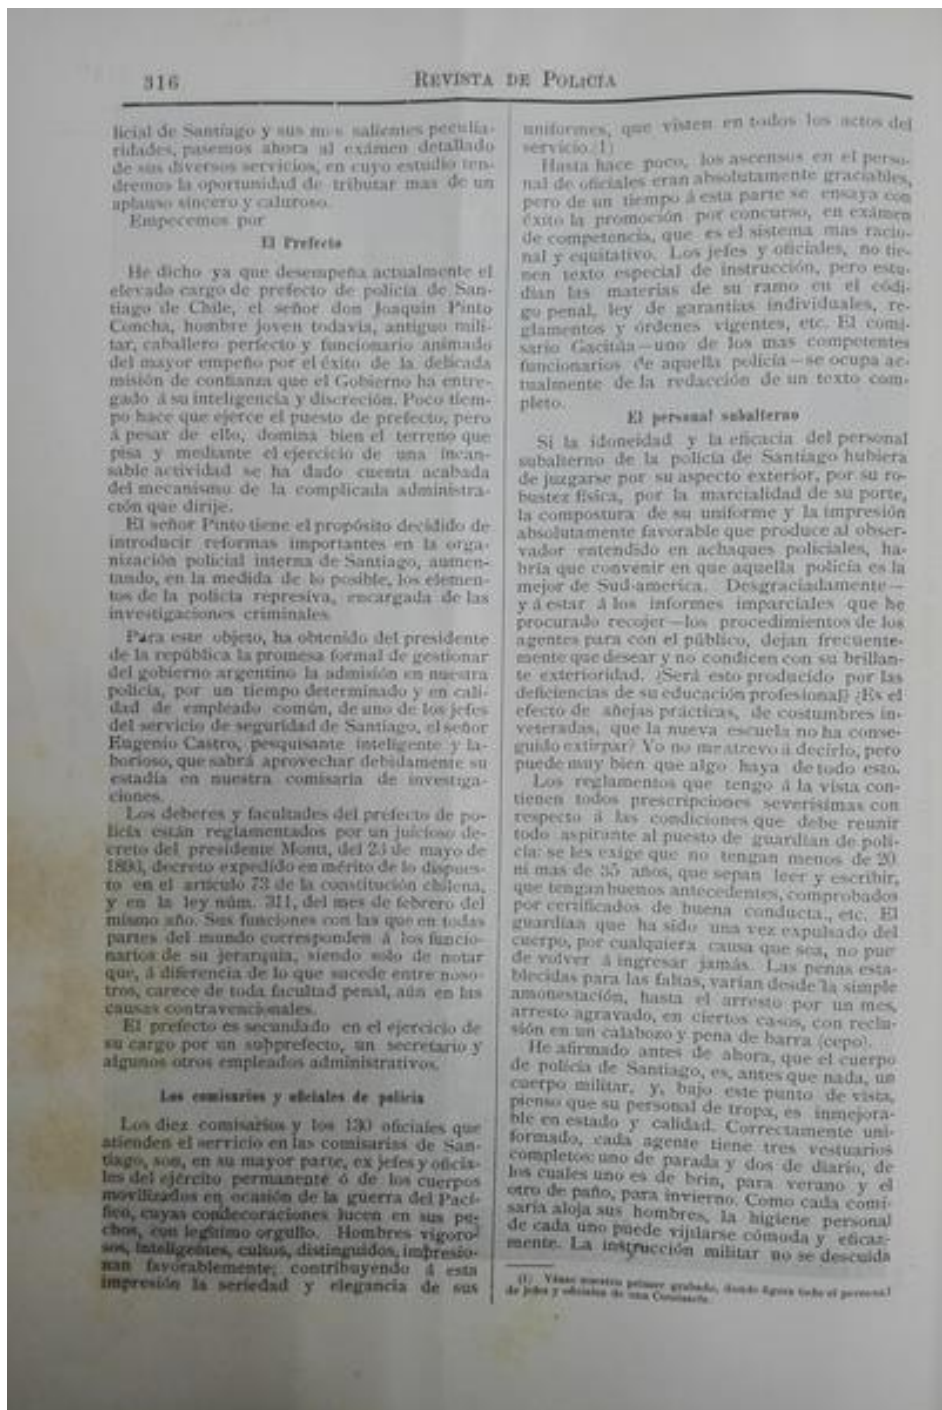 316
REVISTA DE POLICÍA
licial de Santiago y sus mas salientes peculia-
ridades, pasemos ahora al exámen detallado
de sus diversos servicios, en cuyo estudio ten-
dremos la oportunidad de tributar mas de un
aplauso sincero y caluroso.
Empecemos por
El Prefecto
He dicho ya que desempeña actualmente el
elevado cargo de prefecto de policía de San-
tiago de Chile, el señor don Joaquin Pinto
Concha, hombre joven todavia, antiguo mili-
tar, caballero perfecto y funcionario animado
del mayor empeño por el éxito de la delicada
misión de confianza que el Gobierno ha entre-
gado á su inteligencia y discreción. Poco tiem-
po hace que ejerce el puesto de prefecto, pero
á pesar de ello, domina bien el terreno que
pisa y mediante el ejercicio de una incan-
sable actividad se ha dado cuenta acabada
del mecanismo de la complicada administra-
ción que dirije.
El señor Pinto tiene el propósito decidido de
introducir reformas importantes en la orga-
nización policial interna de Santiago, aumen-
tando, en la medida de lo posible, los elemen-
tos de la policía represiva, encargada de las
investigaciones criminales.
Para este objeto, ha obtenido del presidente
de la república la promesa formal de gestionar
del gobierno argentino la admisión en nuestra
policía, por un tiempo determinado y en cali-
dad de empleado común, de uno de los jefes
del servicio de seguridad de Santiago, el señor
Eugenio Castro, pesquisante inteligente y la-
borioso, que sabrá aprovechar debidamente su
estadía en nuestra comisaría de investiga-
ciones.
Los deberes y facultades del prefecto de po-
licía están reglamentados por un juicioso de-
creto del presidente Montt, del 23 de mayo de
decreto expedido en mérito de lo dispues-
to en el artículo 73 de la constitución chilena,
y en la ley núm. 311, del mes de febrero del
mismo año. Sus funciones son las que en todas
partes del mundo corresponden á los funcio-
narios de su jerarquía, siendo solo de notar
que, á diferencia de lo que sucede entre noso-
tros, carece de toda facultad penal, aún en las
causas contravencionales.
El prefecto es secundado en el ejercicio de
su cargo por un subprefecto, un secretario y
algunos otros empleados administrativos.
Los comisarios y oficiales de policía
Los diez comisarios y los 130 oficiales que
atienden el servicio en las comisarías de San-
tiago, son, en su mayor parte, ex jefes y oficia-
les del ejército permanente ó de los cuerpos
movilizados en ocasión de la guerra del Pací-
fico, cuyas condecoraciones lucen en sus pe-
chos, con legítimo orgullo. Hombres vigoro-
sos, inteligentes, cultos, distinguidos, impresio-
nan favorablemente; contribuyendo á esta
impresión la seriedad y elegancia de sus
uniformes, que visten en todos los actos del
servicio.(1)
Hasta hace poco, los ascensos en el perso-
nal de oficiales eran absolutamente graciables,
pero de un tiempo á esta parte se ensaya con
éxito la promoción por concurso, en exámen
de competencia, que es el sistema mas racio-
nal y equitativo. Los jefes y oficiales, no tie-
nen texto especial de instrucción, pero estu-
dian las materias de su ramo en el códi-
go penal, ley de garantías individuales, re-
glamentos y órdenes vigentes, etc. El comi-
sario Gacitúa—uno de los mas competentes
funcionarios de aquella policía—se ocupa ac-
tualmente de la redacción de un texto com-
pleto.
El personal subalterno
Si la idoneidad y la eficacia del personal
subalterno de la policía de Santiago hubiera
de juzgarse por su aspecto exterior, por su ro-
bustez física, por la marcialidad de su porte,
la compostura de su uniforme y la impresión
absolutamente favorable que produce al obser-
vador entendido en achaques policiales, ha-
bría que convenir en que aquella policía es la
mejor de Sud-america. Desgraciadamente—
y á estar á los informes imparciales que he
procurado recojer—los procedimientos de los
agentes para con el público, dejan frecuente-
mente que desear y no condicen con su brillan-
te exterioridad. ¿Será esto producido por las
deficiencias de su educación profesional? ¿Es el
efecto de añejas prácticas, de costumbres in-
veteradas, que la nueva escuela no ha conse-
guido extirpar? Yo no me atrevo á decirlo, pero
puede muy bien que algo haya de todo esto.
Los reglamentos que tengo á la vista con-
tienen todos prescripciones severísimas con
respecto á las condiciones que debe reunir
todo aspirante al puesto de guardian de poli-
cía: se les exige que no tengan menos de 20
ni mas de 35 años, que sepan leer y escribir,
que tengan buenos antecedentes, comprobados
por certificados de buena conducta., etc. El
guardian que ha sido una vez expulsado del
cuerpo, por cualquiera causa que sea, no pue
de volver á ingresar jamás. Las penas esta-
blecidas para las faltas, varían desde la simple
amonestación, hasta el arresto por un mes,
arresto agravado, en ciertos casos, con reclu-
sión en un calabozo y pena de barra (cepo).
He afirmado antes de ahora, que el cuerpo
de policía de Santiago, es, antes que nada, un
cuerpo militar, y, bajo este punto de vista,
pienso que su personal de tropa, es inmejora-
ble en estado y calidad. Correctamente uni-
formado, cada agente tiene tres vestuarios
completos: uno de parada y dos de diario, de
los cuales uno es de brin, para verano y el
otro de paño, para invierno. Como cada comi-
saría aloja sus hombres, la higiene personal
de cada uno puede vijilarse cómoda y eficaz-
mente. La instrucción militar no se descuida
(1) Véase nuestro primer grabado, donde figura todo el personal
de jefes y oficiales de una Comisaría.